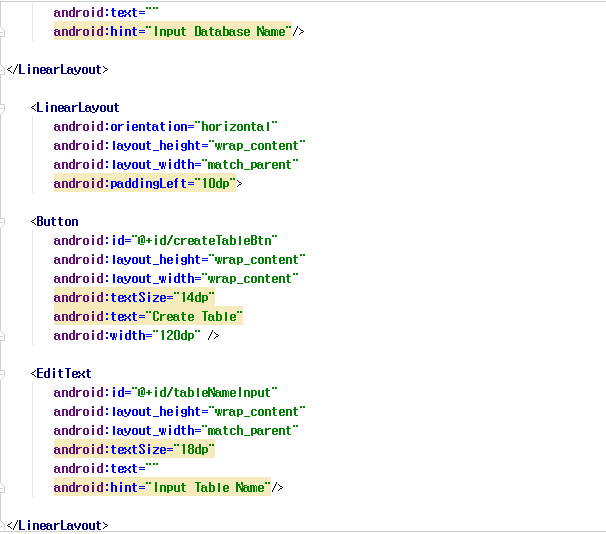 android:text=""
android:hint="Input Database Name"/>
</LinearLayout>
<LinearLayout
android:orientation="horizontal"
android:layout_height="wrap_content"
android:layout_width="match_parent"
android:paddingLeft="10dp">
<Button
android:id="@+id/createTableBtn"
android:layout_height="wrap_content"
android:layout_width="wrap_content"
android:textSize="14dp"
android:text="Create Table"
android:width="120dp" />
<EditText
android:id="@+id/tableNameInput"
android:layout_height="wrap_content"
android:layout_width="match_parent"
android:textSize="18dp"
android:text=""
android:hint="Input Table Name"/>
</LinearLayout>